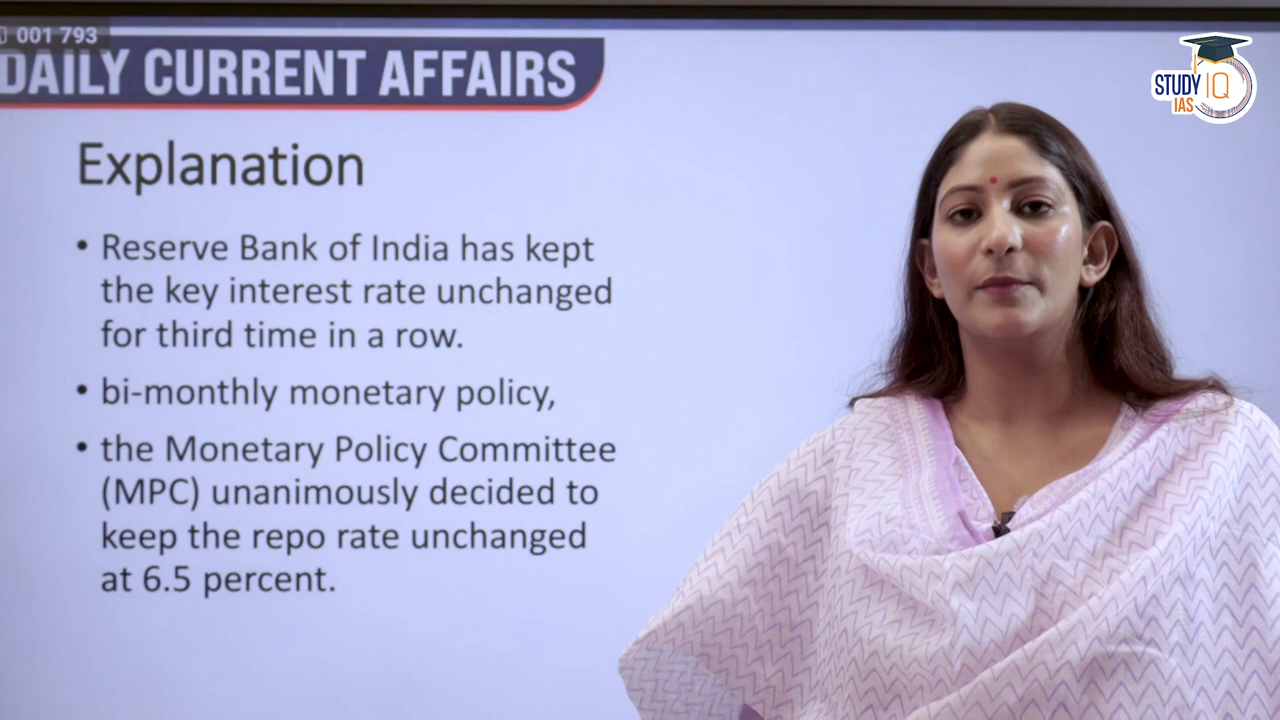 001 793
DAILY CURRENT AFFAIRS
STUDY IQ
IAS
Explanation
• Reserve Bank of India has kept
the key interest rate unchanged
for third time in a row.
• bi-monthly monetary policy,
• the Monetary Policy Committee
(MPC) unanimously decided to
keep the repo rate unchanged
at 6.5 percent.